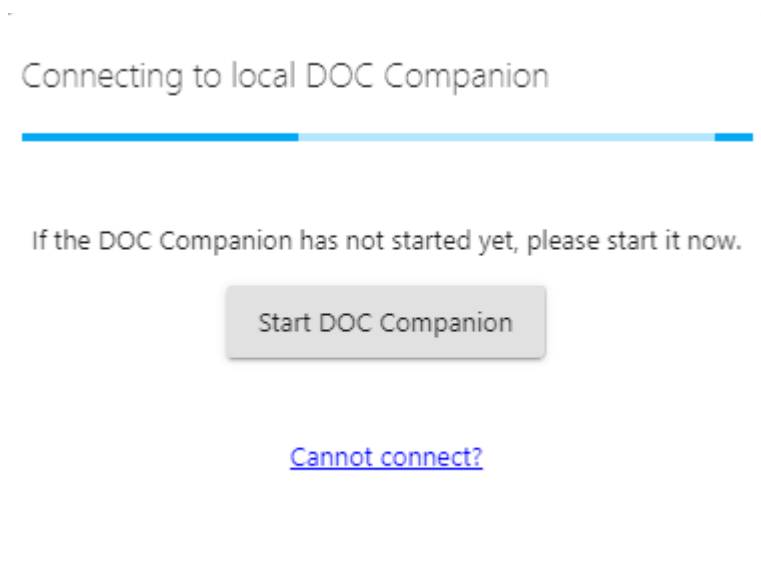 Connecting to local DOC Companion
If the DOC Companion has not started yet, please start it now.
Start DOC Companion
Cannot connect?